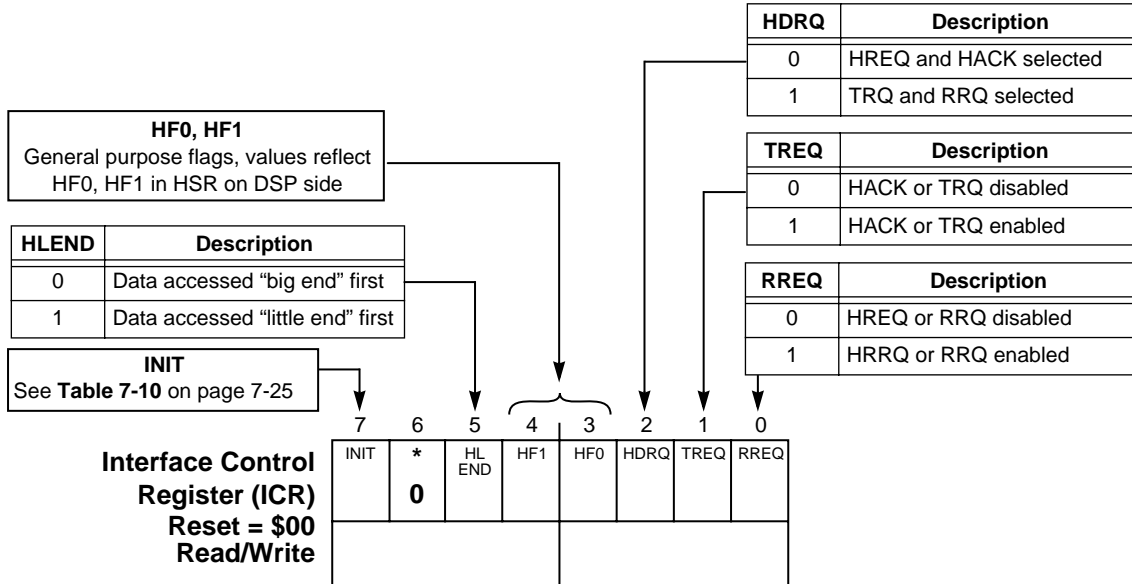 HDRQ Description
0 HREQ and HACK selected
1 TRQ and RRQ selected
HF0, HF1
General purpose flags, values reflect
HF0, HF1 in HSR on DSP side
TREQ Description
0 HACK or TRQ disabled
1 HACK or TRQ enabled
HLEND Description
0 Data accessed “big end” first
1 Data accessed “little end” first
RREQ Description
0 HREQ or RRQ disabled
1 HRRQ or RRQ enabled
INIT
See Table 7-10 on page 7-25
7 6 5 4 3 2 1 0
INIT * HL END HF1 HF0 HDRQ TREQ RREQ
0
Interface Control
Register (ICR)
Reset = $00
Read/Write